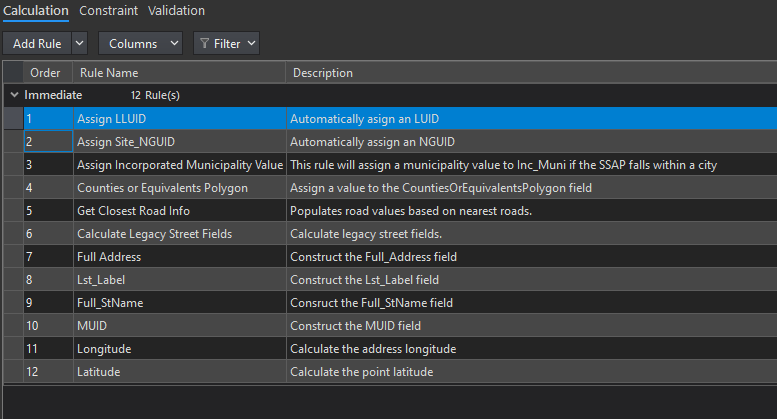 Calculation Constraint Validation
Add Rule Columns Filter
Order Rule Name Description
Immediate 12 Rule(s)
1 Assign LLUID Automatically asign an LUID
2 Assign Site_NGUID Automatically assign an NGUID
3 Assign Incorporated Municipality Value This rule will assign a municipality value to Inc_Muni if the SSAP falls within a city
4 Counties or Equivalents Polygon Assign a value to the CountiesOrEquivalentsPolygon field
5 Get Closest Road Info Populates road values based on nearest roads.
6 Calculate Legacy Street Fields Calculate legacy street fields.
7 Full Address Construct the Full_Address field
8 Lst_Label Construct the Lst_Label field
9 Full_StName Consruct the Full_StName field
10 MUID Construct the MUID field
11 Longitude Calculate the address longitude
12 Latitude Calculate the point latitude